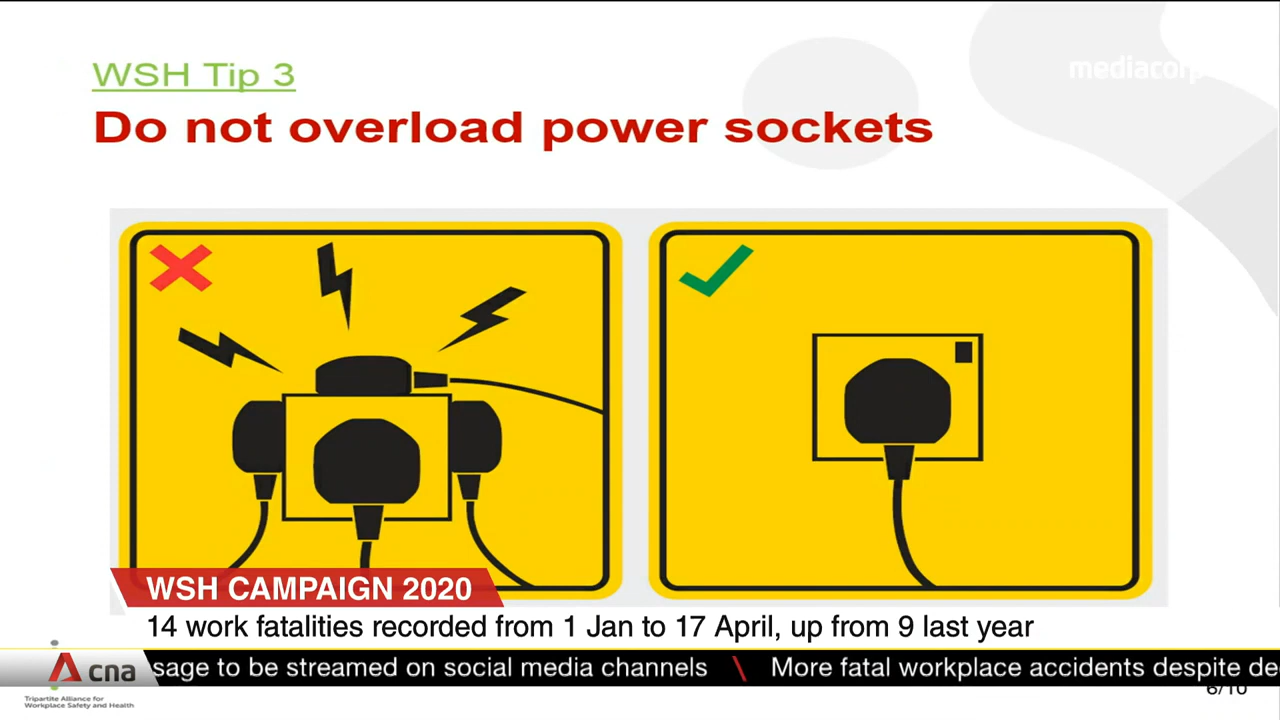 WSH Tip 3
mediacorp
Do not overload power sockets
WSH CAMPAIGN 2020
14 work fatalities recorded from 1 Jan to 17 April, up from 9 last year
cna
sage to be streamed on social media channels \ More fatal workplace accidents despite de
Tripartite Alliance for
Workplace Safety and Health
6/10